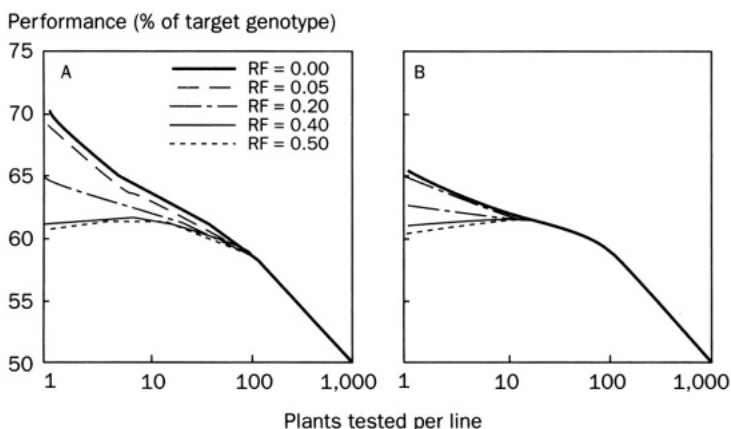 Performance (% of target genotype)
75
70
65
60
55
50
A
RF = 0.00
RF = 0.05
RF = 0.20
RF = 0.40
RF = 0.50
B
1
10
100
1,000
1
10
100
1,000
Plants tested per line